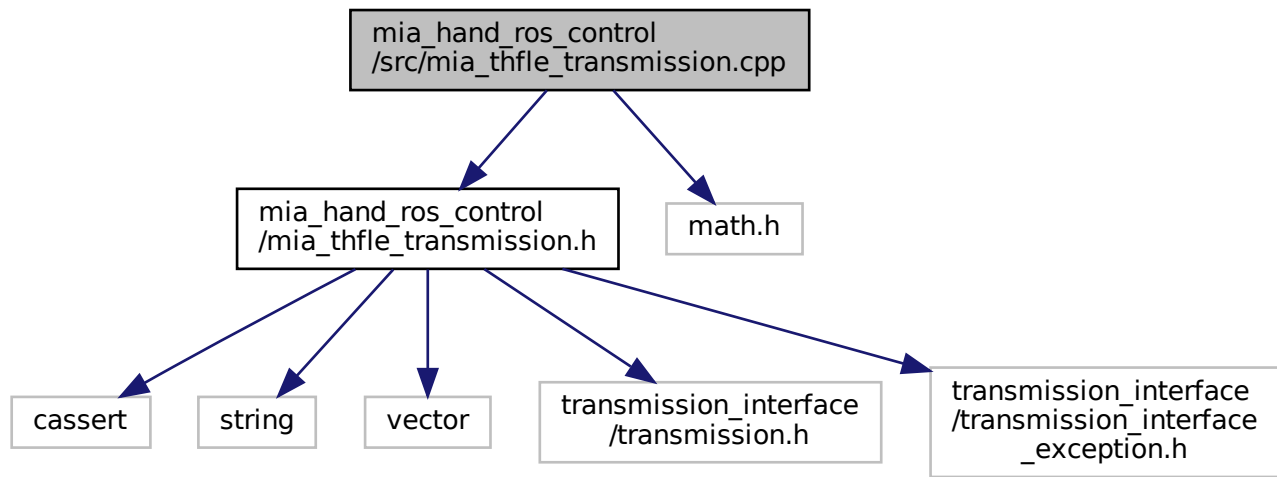 mia_hand_ros_control
/src/mia_thfle_transmission.cpp
mia_hand_ros_control
/mia_thfle_transmission.h
math.h
cassert
string
vector
transmission_interface
/transmission.h
transmission_interface
/transmission_interface
_exception.h